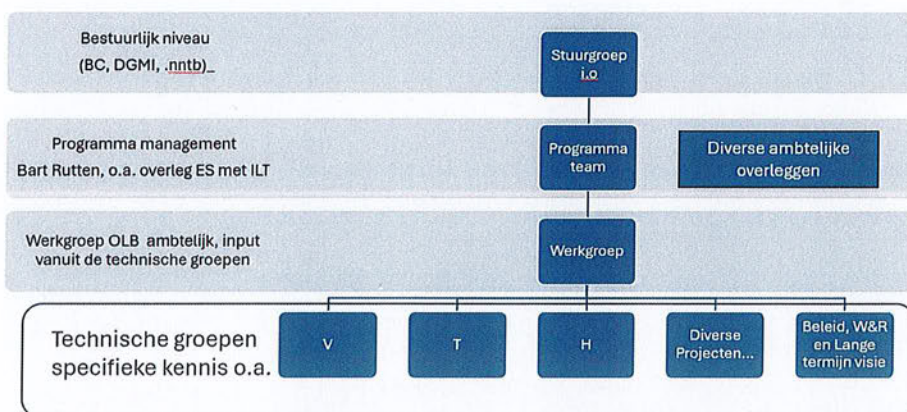 Bestuurlijk niveau
(BC, DGMI, .nntb)_
Stuurgroep
i.o
Programma management
Bart Rutten, o.a. overleg ES met ILT
Programma
team
Diverse ambtelijke
overleggen
Werkgroep OLB ambtelijk, input
vanuit de technische groepen
Werkgroep
Technische groepen
specifieke kennis o.a.
V
T
H
Diverse
Projecten...
Beleid, W&R
en Lange
termijn visie